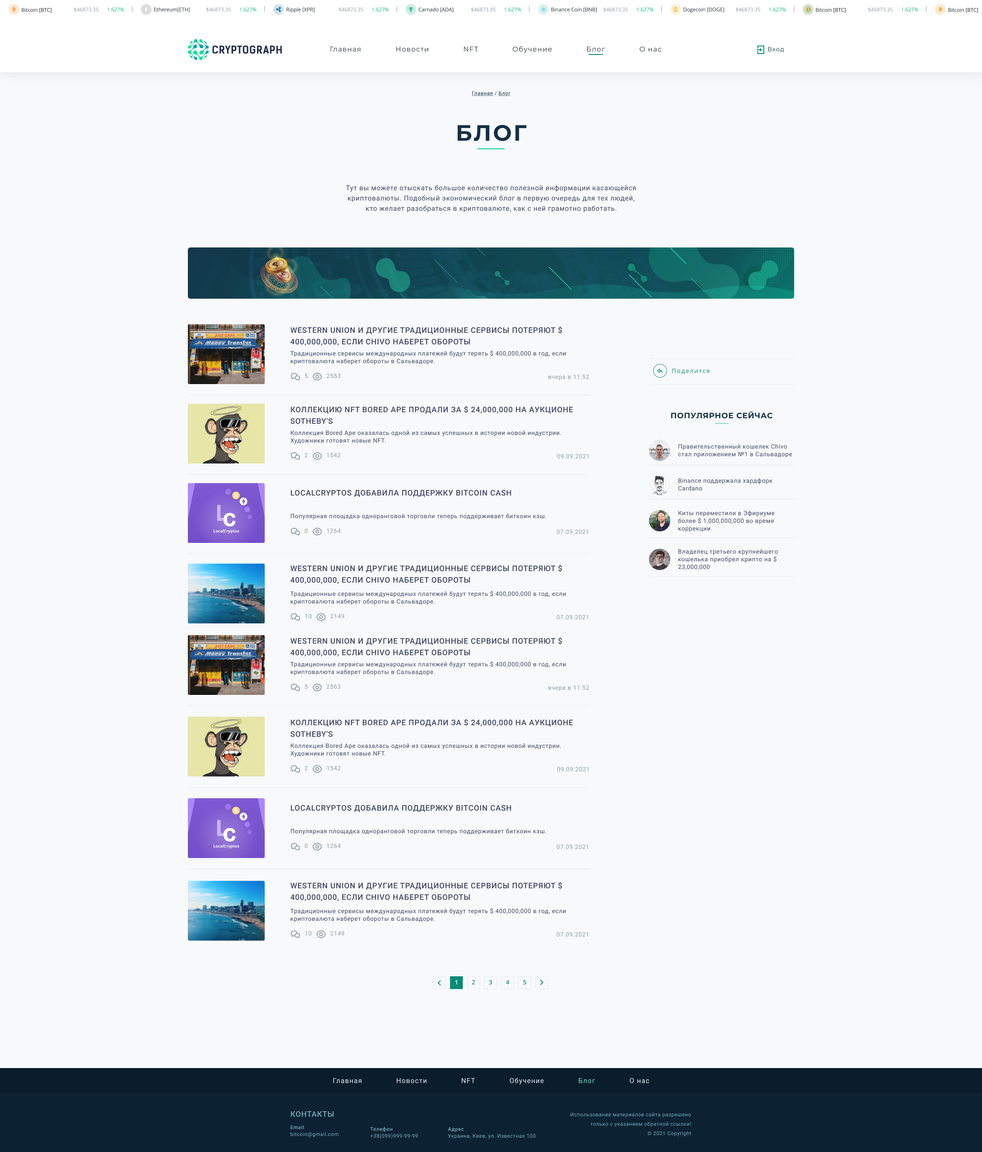 Bitcoin [BTC] $46873.35 1.627% | Ethereum[ETH] $46873.35 1.627% | Ripple [XPR] $46873.35 1.627% | Carnado [ADA] $46873.35 1.627% | Binance Coin [BNB] $46873.35 1.627% | Dogecoin [DOGE] $46873.35 1.627% | Bitcoin [BTC] $46873.35 1.627% | Bitcoin [BTC]
CRYPTOGRAPH Главная Новости NFT Обучение Блог О нас Вход
Главная / Блог
БЛОГ
Тут вы можете отыскать большое количество полезной информации касающейся
криптовалюты. Подобный экономический блог в первую очередь для тех людей,
кто желает разобраться в криптовалюте, как с ней грамотно работать.
Money Transfer
WESTERN UNION И ДРУГИЕ ТРАДИЦИОННЫЕ СЕРВИСЫ ПОТЕРЯЮТ $
400,000,000, ЕСЛИ CHIVO НАБЕРЕТ ОБОРОТЫ
Традиционные сервисы международных платежей будут терять $ 400,000,000 в год, если
криптовалюта наберет обороты в Сальвадоре.
5 2563 вчера в 11:52
КОЛЛЕКЦИЮ NFT BORED APE ПРОДАЛИ ЗА $ 24,000,000 НА АУКЦИОНЕ
SOTHEBY'S
Коллекция Bored Ape оказалась одной из самых успешных в истории новой индустрии.
Художники готовят новые NFT.
2 1542 09.09.2021
LC
LocalCryptos
LOCALCRYPTOS ДОБАВИЛА ПОДДЕРЖКУ BITCOIN CASH
Популярная площадка одноранговой торговли теперь поддерживает биткоин кэш.
0 1264 07.09.2021
WESTERN UNION И ДРУГИЕ ТРАДИЦИОННЫЕ СЕРВИСЫ ПОТЕРЯЮТ $
400,000,000, ЕСЛИ CHIVO НАБЕРЕТ ОБОРОТЫ
Традиционные сервисы международных платежей будут терять $ 400,000,000 в год, если
криптовалюта наберет обороты в Сальвадоре.
10 2149 07.09.2021
Money Transfer
WESTERN UNION И ДРУГИЕ ТРАДИЦИОННЫЕ СЕРВИСЫ ПОТЕРЯЮТ $
400,000,000, ЕСЛИ CHIVO НАБЕРЕТ ОБОРОТЫ
Традиционные сервисы международных платежей будут терять $ 400,000,000 в год, если
криптовалюта наберет обороты в Сальвадоре.
5 2563 вчера в 11:52
КОЛЛЕКЦИЮ NFT BORED APE ПРОДАЛИ ЗА $ 24,000,000 НА АУКЦИОНЕ
SOTHEBY'S
Коллекция Bored Ape оказалась одной из самых успешных в истории новой индустрии.
Художники готовят новые NFT.
2 1542 09.09.2021
LC
LocalCryptos
LOCALCRYPTOS ДОБАВИЛА ПОДДЕРЖКУ BITCOIN CASH
Популярная площадка одноранговой торговли теперь поддерживает биткоин кэш.
0 1264 07.09.2021
WESTERN UNION И ДРУГИЕ ТРАДИЦИОННЫЕ СЕРВИСЫ ПОТЕРЯЮТ $
400,000,000, ЕСЛИ CHIVO НАБЕРЕТ ОБОРОТЫ
Традиционные сервисы международных платежей будут терять $ 400,000,000 в год, если
криптовалюта наберет обороты в Сальвадоре.
10 2149 07.09.2021
Поделится
ПОПУЛЯРНОЕ СЕЙЧАС
Правительственный кошелек Chivo
стал приложением №1 в Сальвадоре
Binance поддержала хардфорк
Cardano
Киты переместили в Эфириуме
более $ 1,000,000,000 во время
коррекции
Владелец третьего крупнейшего
кошелька приобрел крипто на $
23,000,000
1 2 3 4 5
Главная Новости NFT Обучение Блог О нас
КОНТАКТЫ
Email
bitcoin@gmail.com
Телефон
+38(099)999-99-99
Адрес
Украина, Киев, ул. Известная 100
Использование материалов сайта разрешено
только с указанием обратной ссылки!
© 2021 Copyright